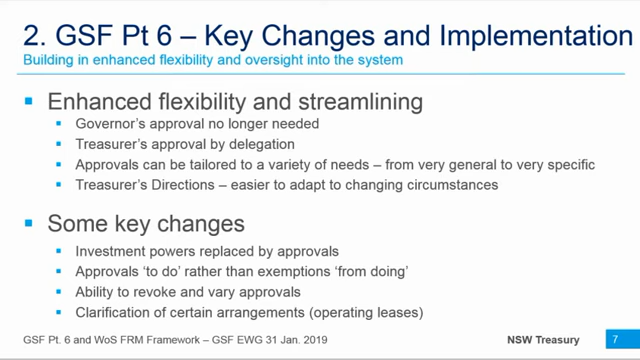 2. GSF Pt 6 – Key Changes and Implementation
Building in enhanced flexibility and oversight into the system
Enhanced flexibility and streamlining
Governor's approval no longer needed
Treasurer's approval by delegation
Approvals can be tailored to a variety of needs – from very general to very specific
Treasurer's Directions – easier to adapt to changing circumstances
Some key changes
Investment powers replaced by approvals
Approvals 'to do' rather than exemptions 'from doing'
Ability to revoke and vary approvals
Clarification of certain arrangements (operating leases)
GSF Pt. 6 and WoS FRM Framework – GSF EWG 31 Jan. 2019 NSW Treasury 7